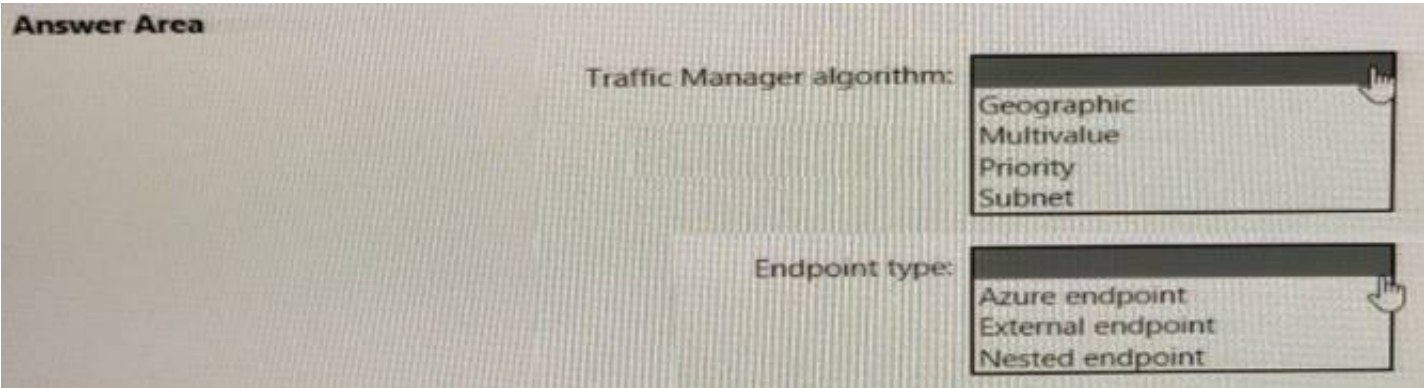 Answer Area
Traffic Manager algorithm:
Geographic
Multivalue
Priority
Subnet
Endpoint type:
Azure endpoint
External endpoint
Nested endpoint